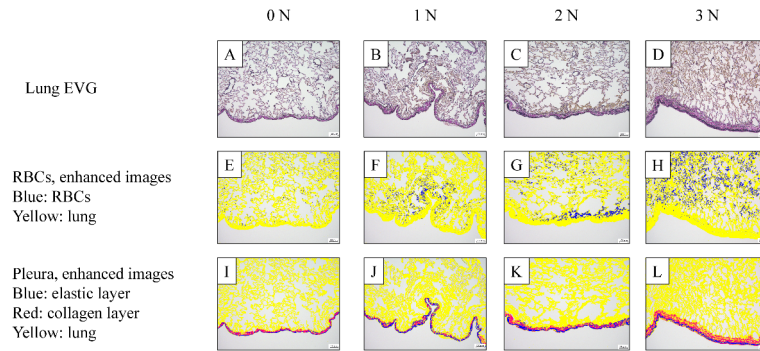 0 N 1 N 2 N 3 N
A B C D
Lung EVG
E F G H
RBCs, enhanced images
Blue: RBCs
Yellow: lung
I J K L
Pleura, enhanced images
Blue: elastic layer
Red: collagen layer
Yellow: lung